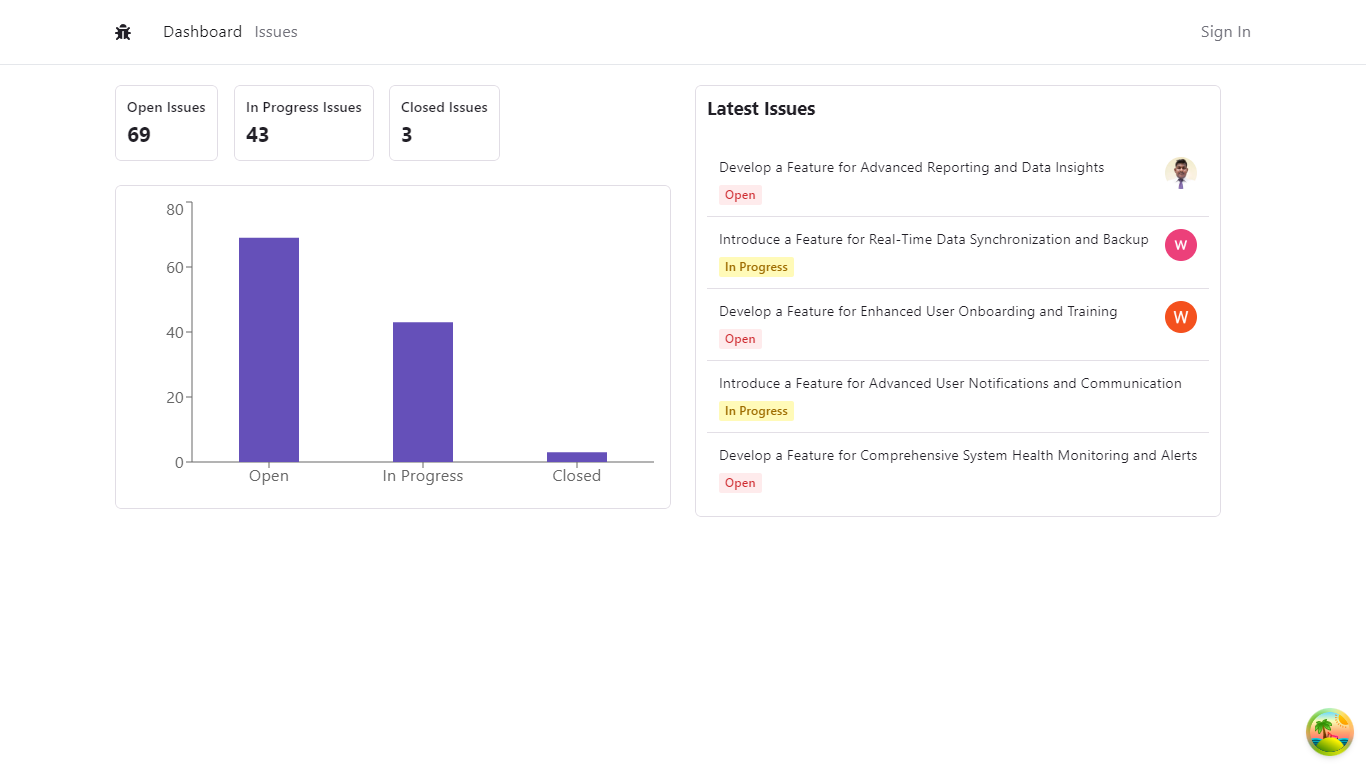 Dashboard Issues Sign In
Open Issues
69
In Progress Issues
43
Closed Issues
3
80
60
40
20
0
Open In Progress Closed
Latest Issues
Develop a Feature for Advanced Reporting and Data Insights
Open
Introduce a Feature for Real-Time Data Synchronization and Backup
W
In Progress
Develop a Feature for Enhanced User Onboarding and Training
W
Open
Introduce a Feature for Advanced User Notifications and Communication
In Progress
Develop a Feature for Comprehensive System Health Monitoring and Alerts
Open